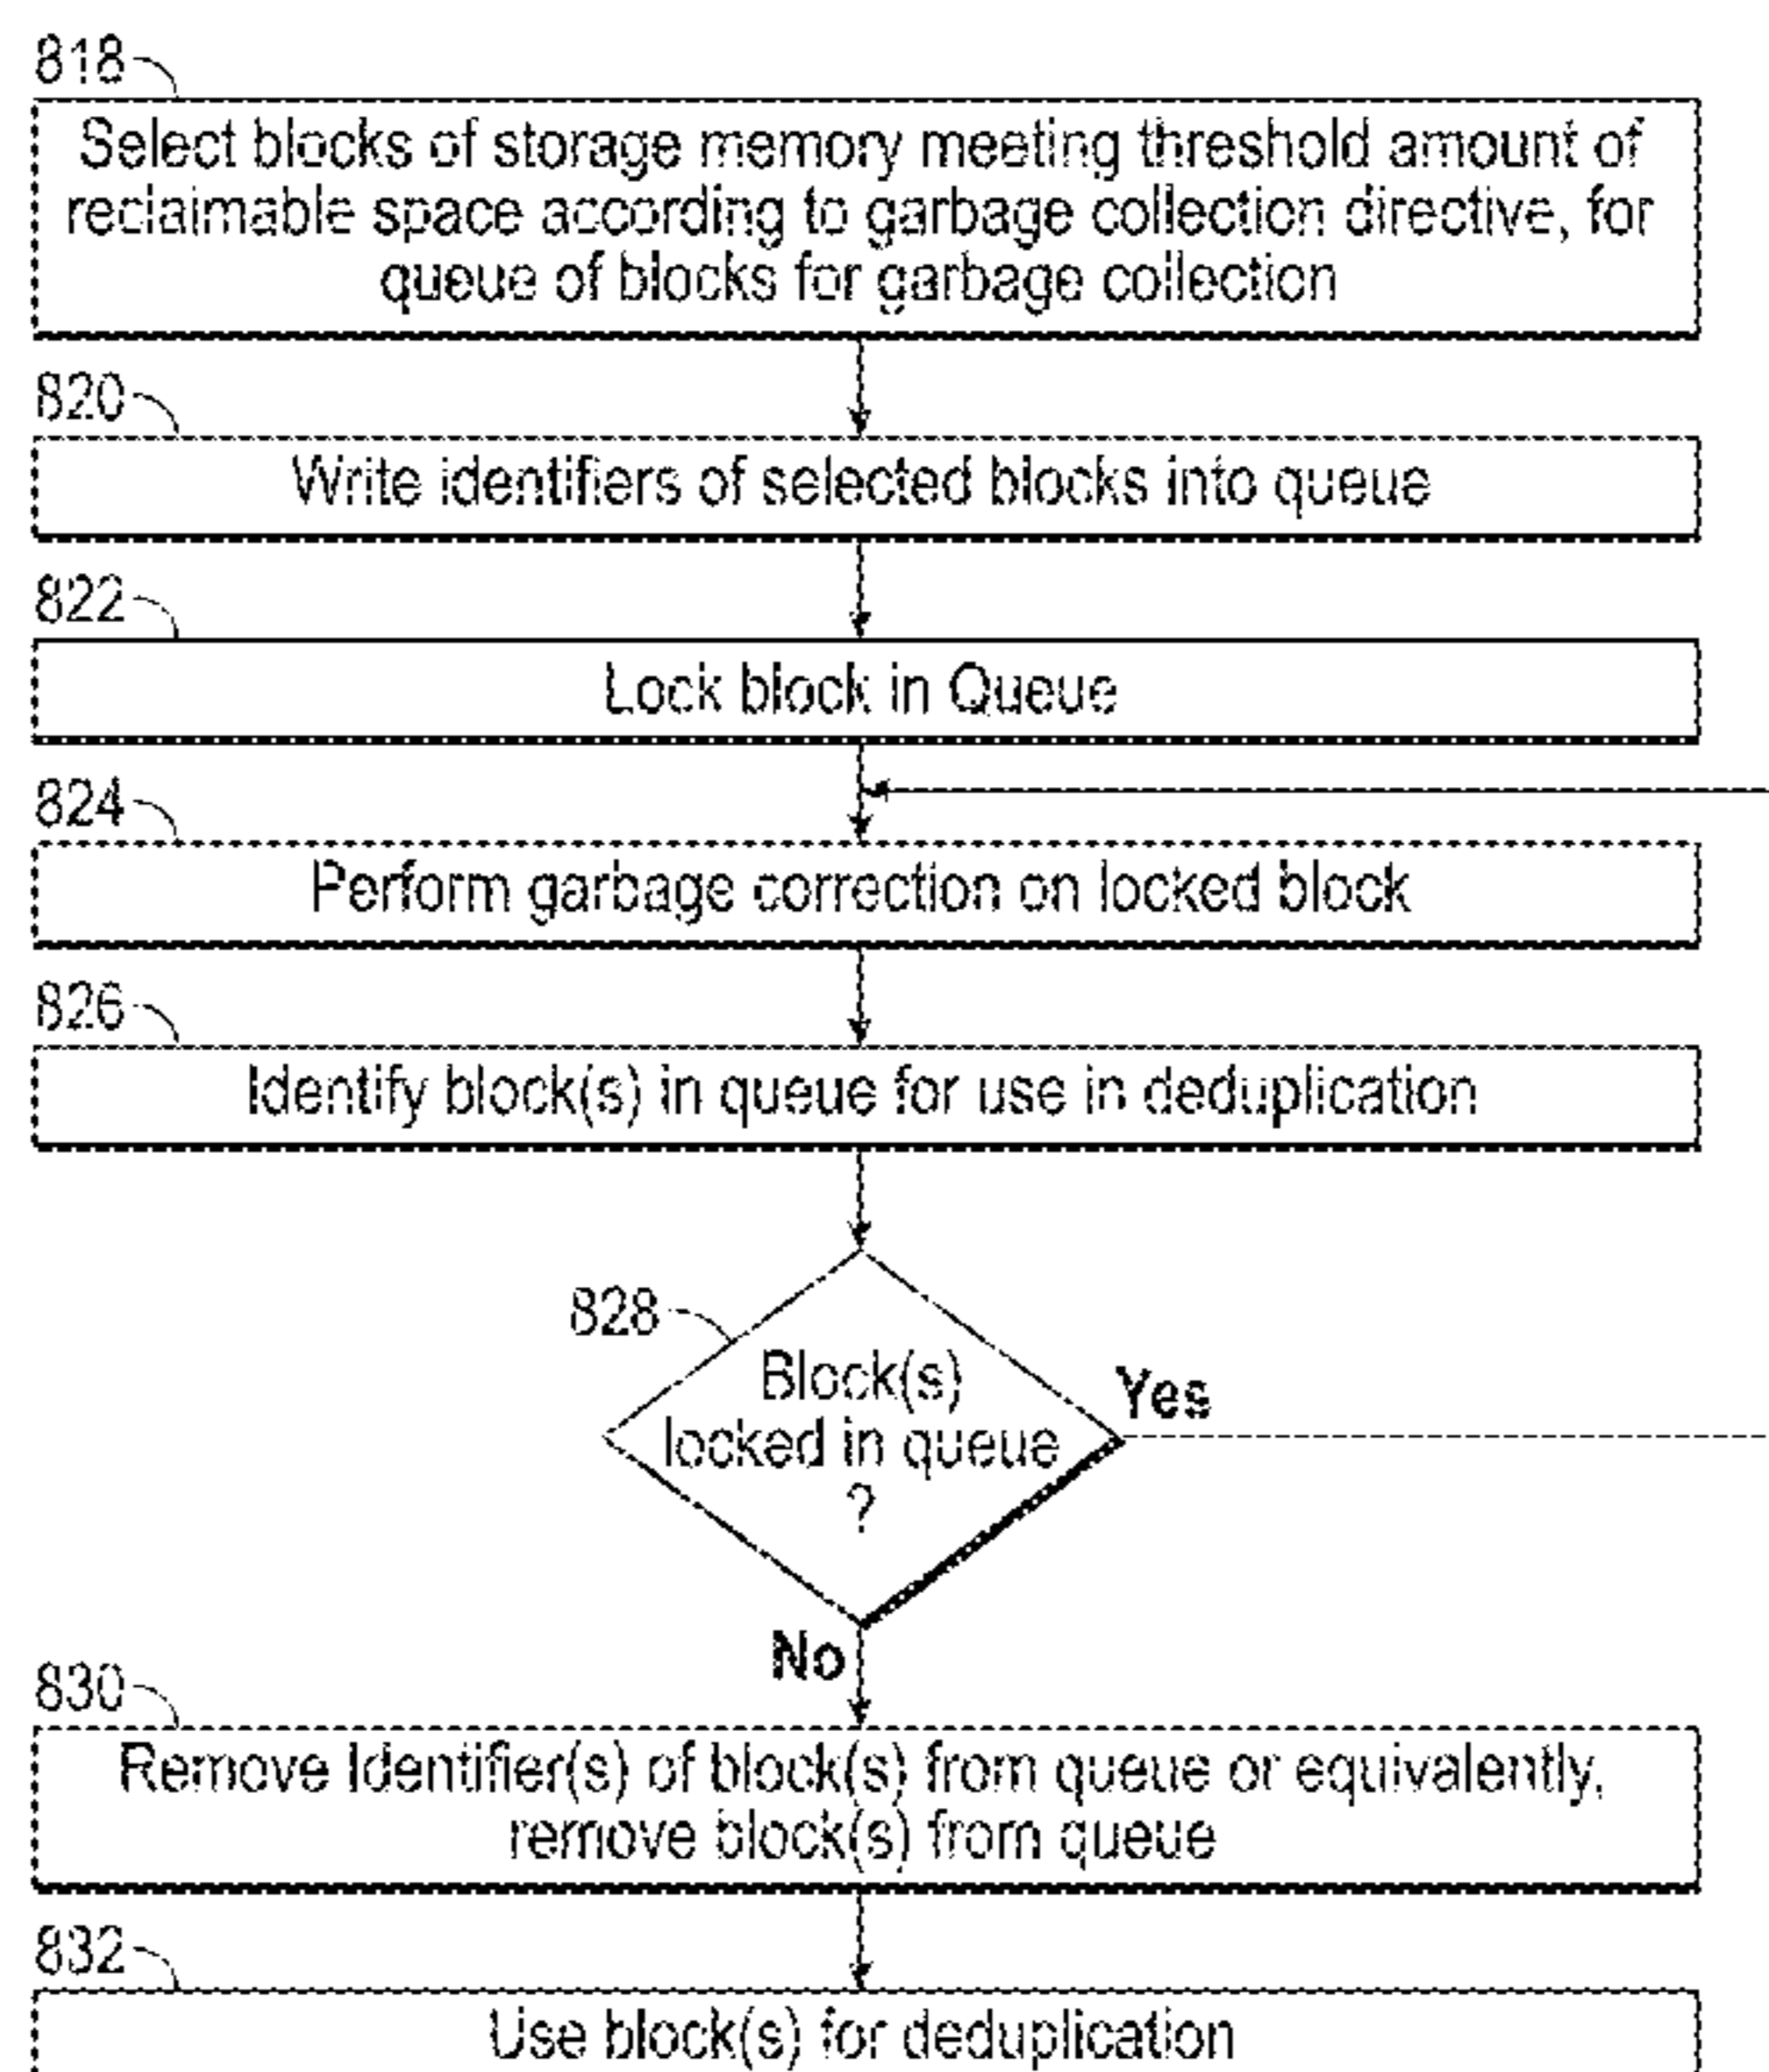 818
Select blocks of storage memory meeting threshold amount of
reclaimable space according to garbage collection directive, for
queue of blocks for garbage collection
820
Write identifiers of selected blocks into queue
822
Lock block in Queue
824
Perform garbage correction on locked block
826
Identify block(s) in queue for use in deduplication
828
Block(s)
locked in queue
?
Yes
No
830
Remove Identifier(s) of block(s) from queue or equivalently,
remove block(s) from queue
832
Use block(s) for deduplication